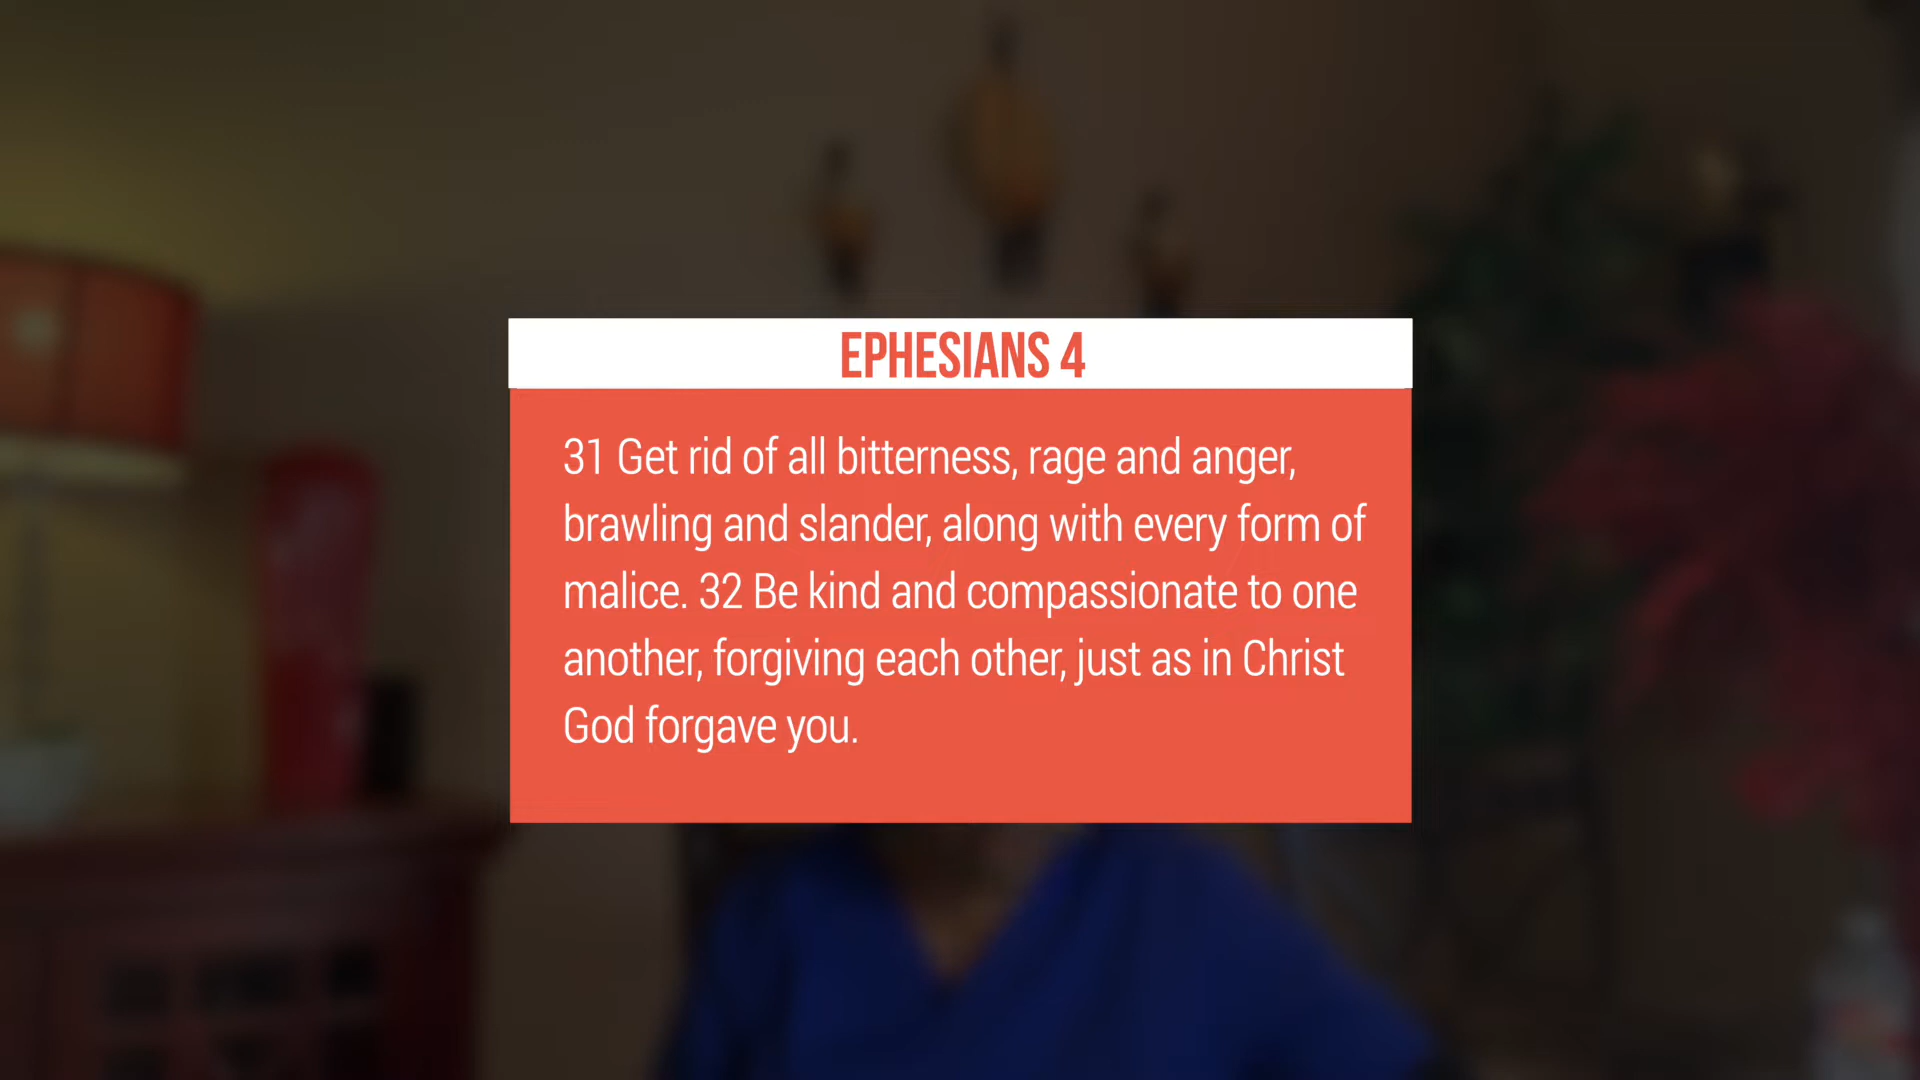 EPHESIANS 4
31 Get rid of all bitterness, rage and anger,
brawling and slander, along with every form of
malice. 32 Be kind and compassionate to one
another, forgiving each other, just as in Christ
God forgave you.